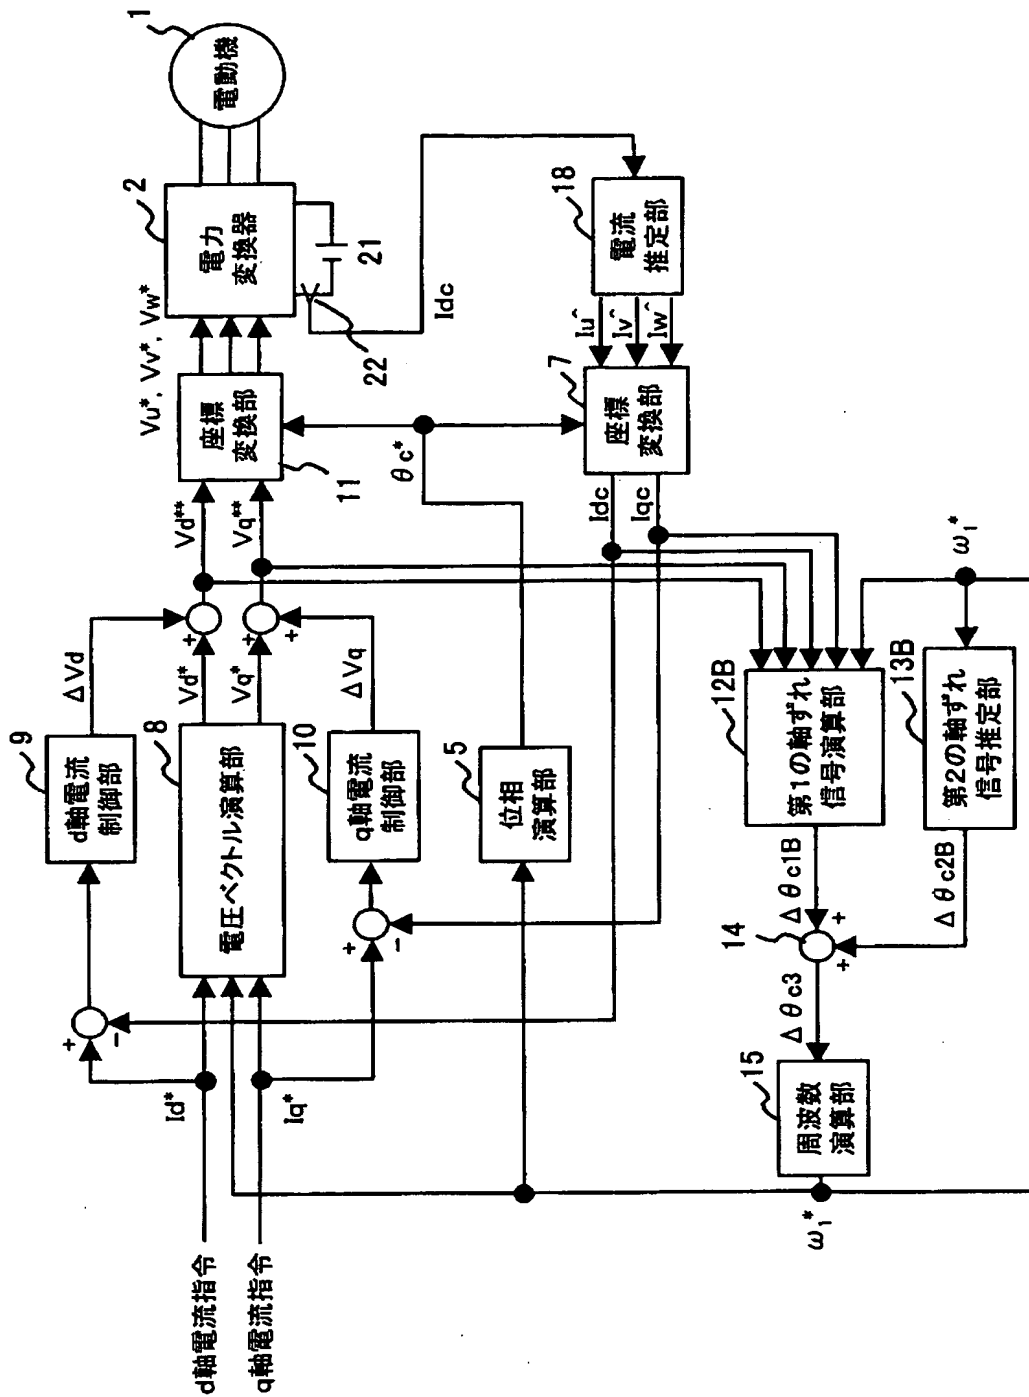 d軸電流指令
q軸電流指令
Id*
Iq*
+
-
9
d軸電流
制御部
ΔVd
8
電圧ベクトル演算部
Vd*
Vq*
+
+
+
+
Vd**
Vq**
座標
変換部
11
Vu*, Vv*, Vw*
2
電力
変換器
1
電動機
21
22
Idc
10
q軸電流
制御部
ΔVq
+
-
5
位相
演算部
θc*
18
電流
推定部
Iu^
Iv^
Iw^
7
座標
変換部
Idc
Iqc
12B
第1の軸ずれ
信号演算部
Δθc1B
13B
第2の軸ずれ
信号推定部
Δθc2B
ω1*
14
+
+
Δθc3
15
周波数
演算部
ω1*